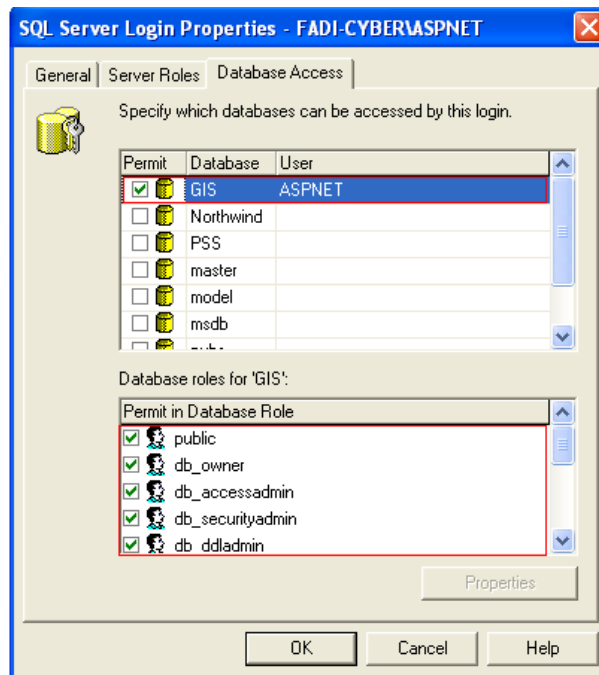 SQL Server Login Properties - FADI-CYBER\ASPNET
General Server Roles Database Access
Specify which databases can be accessed by this login.
Permit Database User
GIS ASPNET
Northwind
PSS
master
model
msdb
Database roles for 'GIS':
Permit in Database Role
public
db_owner
db_accessadmin
db_securityadmin
db_ddladmin
Properties
OK Cancel Help